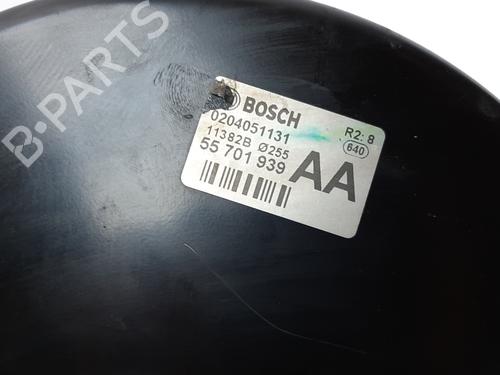 B-PARTS
BOSCH
0204051131
R2: 8
11382B Ø255
640
55 701 939
AA